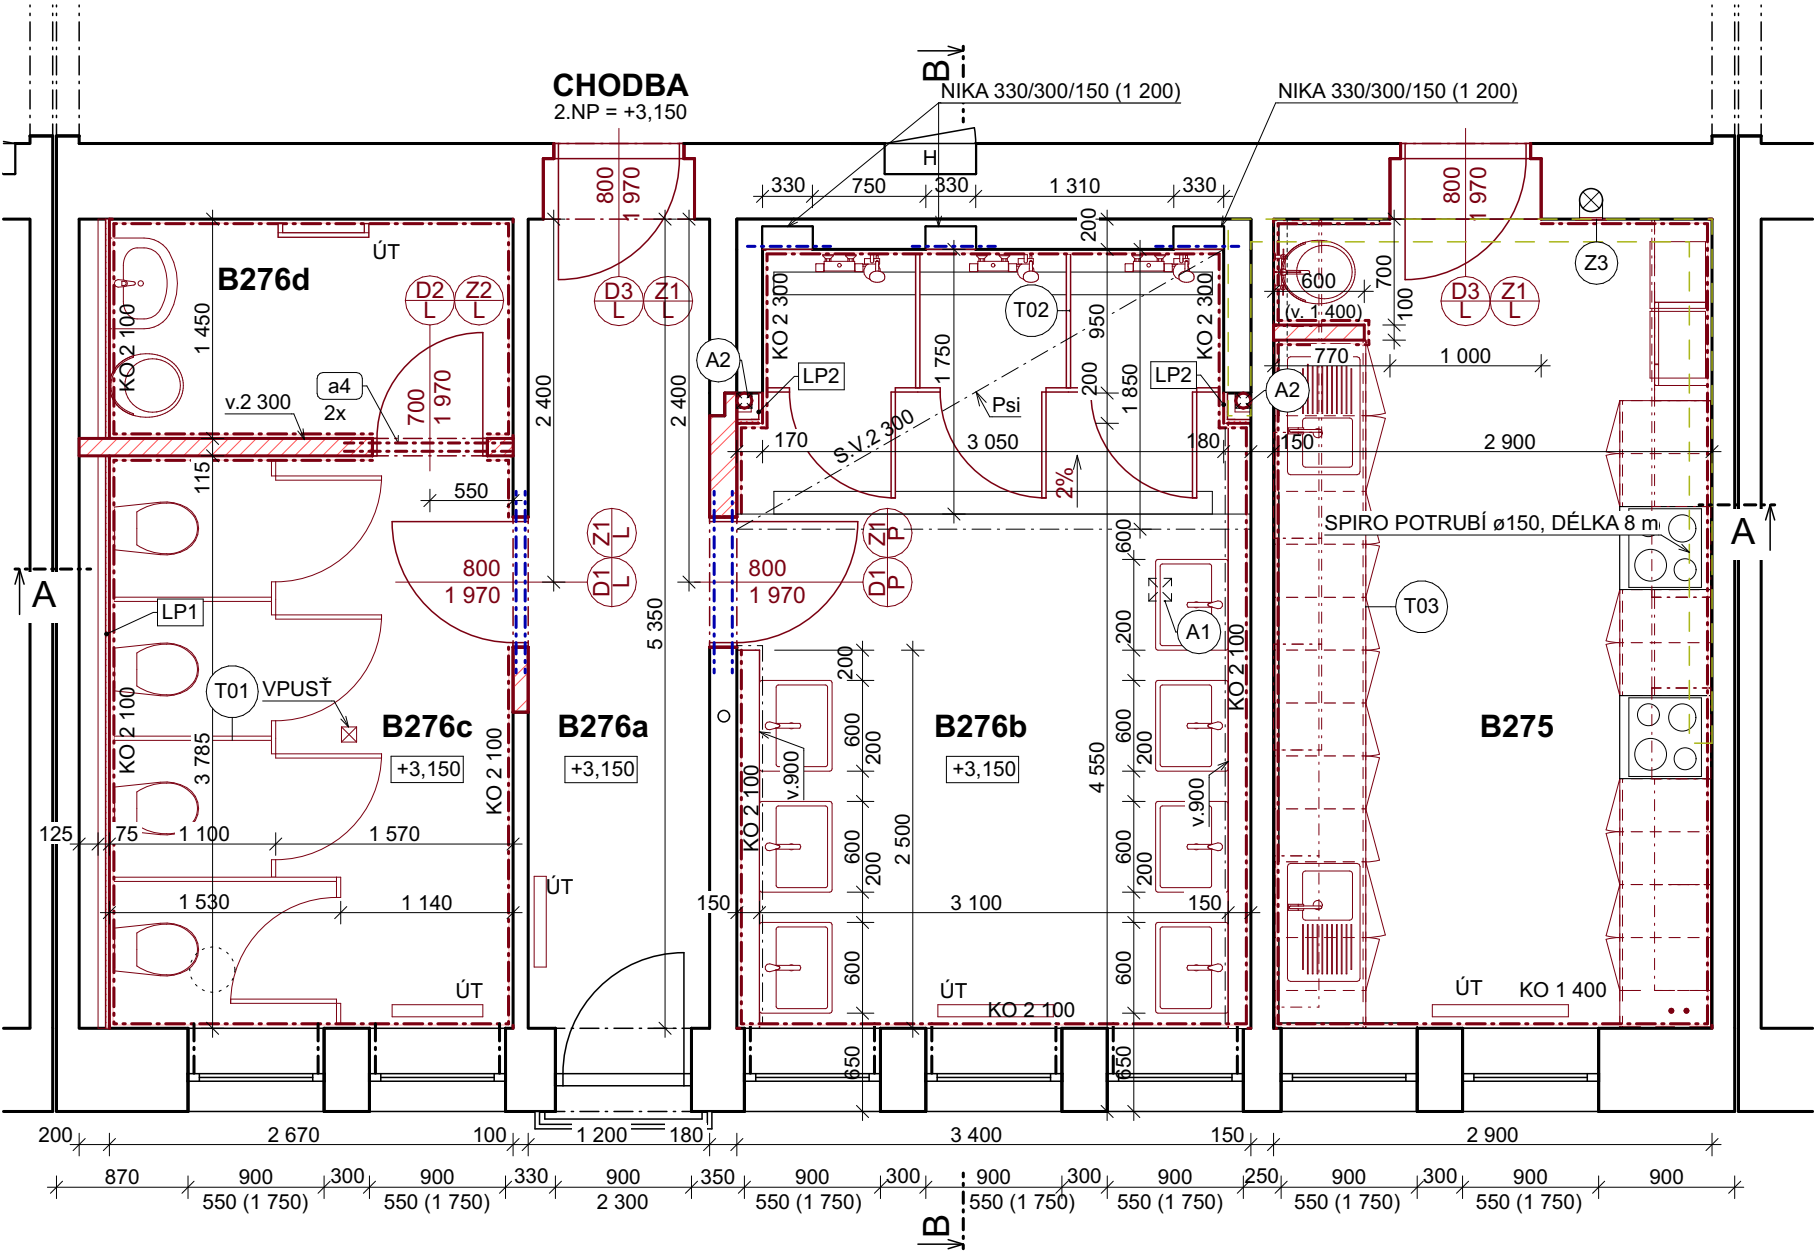 B
CHODBA
2.NP = +3,150
NIKA 330/300/150 (1 200)
NIKA 330/300/150 (1 200)
H
330
750
330
1 310
330
800
1 970
800
1 970
200
ÚT
B276d
D2
L
Z2
L
D3
L
Z1
L
T02
KO 2 300
950
KO 2 300
600
(v. 1 400)
700
100
D3
L
Z1
L
Z3
KO 2 100
1 450
A2
LP2
1 750
200
1 850
LP2
A2
770
1 000
a4
2x
v.2 300
700
1 970
2 400
2 400
Psi
S.V.2 300
170
3 050
180
150
2 900
115
550
2%
Z1
L
D1
L
Z1
P
D1
P
600
SPIRO POTRUBÍ ø150, DÉLKA 8 m
A
A
800
1 970
800
1 970
LP1
5 350
A1
200
T03
T01
VPUSŤ
200
KO 2 100
KO 2 100
B276c
+3,150
B276a
+3,150
B276b
+3,150
B275
3 785
KO 2 100
600
200
v.900
KO 2 100
600
200
4 550
v.900
125
75
1 100
1 570
600
200
2 500
600
200
ÚT
1 530
1 140
150
3 100
150
600
600
ÚT
ÚT
KO 2 100
ÚT
KO 1 400
650
650
200
2 670
100
1 200
180
3 400
150
2 900
870
900
550 (1 750)
300
900
550 (1 750)
330
900
2 300
350
900
550 (1 750)
300
900
550 (1 750)
300
900
550 (1 750)
250
900
550 (1 750)
300
900
550 (1 750)
900
B